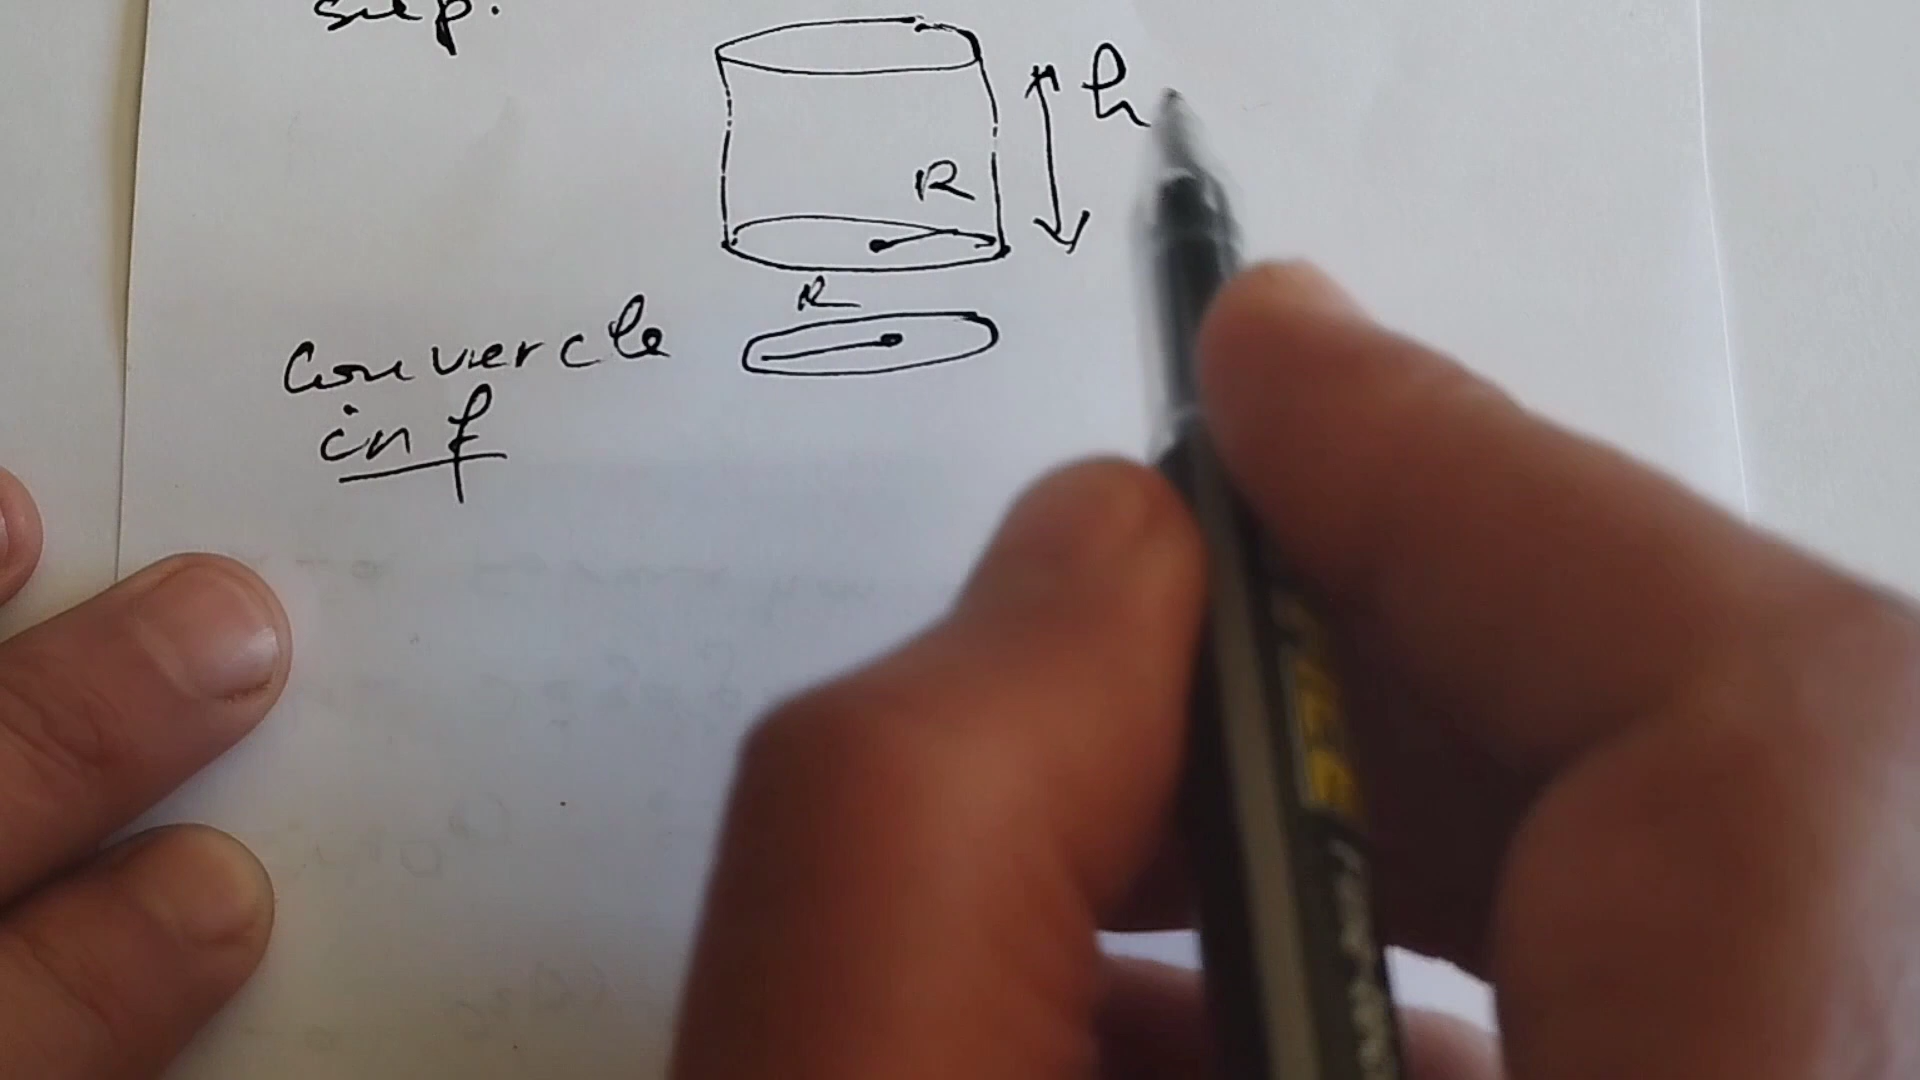 sup.
h
R
R
Couvercle
inf